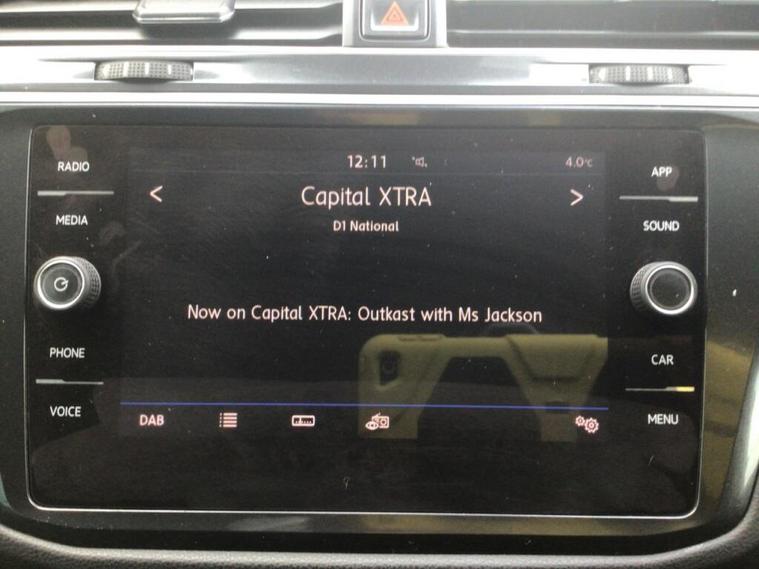 12:11 4.0°C
RADIO
APP
Capital XTRA
MEDIA
D1 National
SOUND
Now on Capital XTRA: Outkast with Ms Jackson
PHONE
CAR
VOICE
DAB
MENU